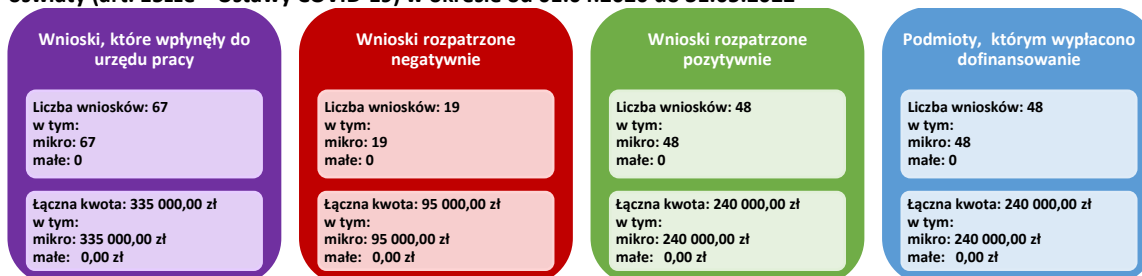 Wnioski, które wpłynęły do
urzędu pracy
Liczba wniosków: 67
w tym:
mikro: 67
małe: 0
Łączna kwota: 335 000,00 zł
w tym:
mikro: 335 000,00 zł
małe: 0,00 zł
Wnioski rozpatrzone
negatywnie
Liczba wniosków: 19
w tym:
mikro: 19
małe: 0
Łączna kwota: 95 000,00 zł
w tym:
mikro: 95 000,00 zł
małe: 0,00 zł
Wnioski rozpatrzone
pozytywnie
Liczba wniosków: 48
w tym:
mikro: 48
małe: 0
Łączna kwota: 240 000,00 zł
w tym:
mikro: 240 000,00 zł
małe: 0,00 zł
Podmioty, którym wypłacono
dofinansowanie
Liczba wniosków: 48
w tym:
mikro: 48
małe: 0
Łączna kwota: 240 000,00 zł
w tym:
mikro: 240 000,00 zł
małe: 0,00 zł